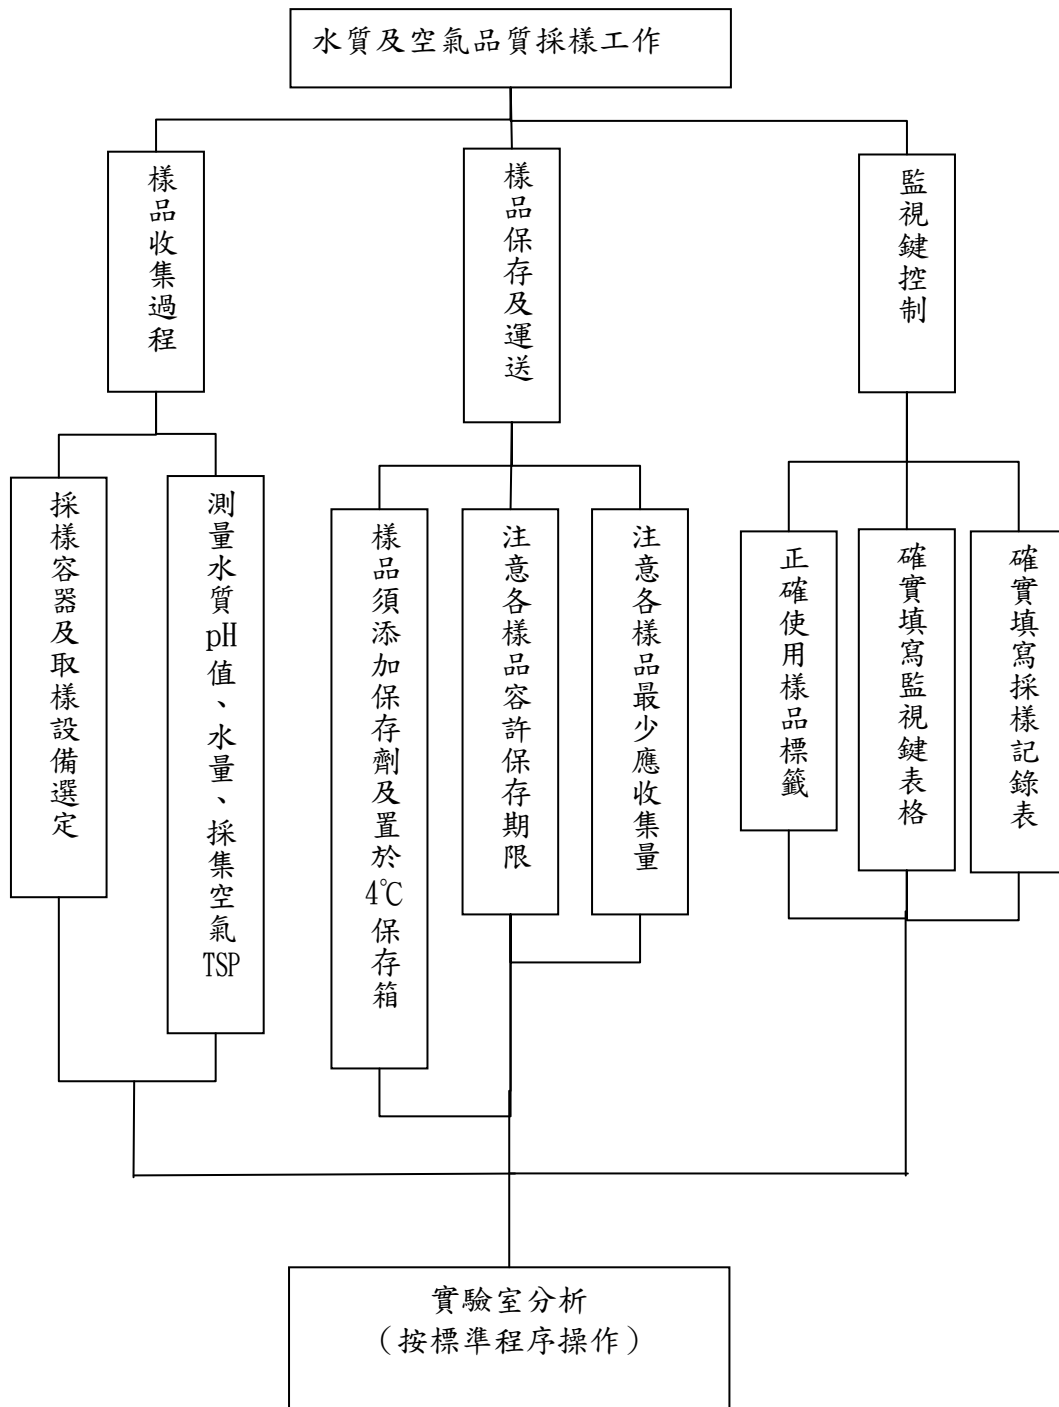 水質及空氣品質採樣工作
樣品收集過程
樣品保存及運送
監視鍵控制
採樣容器及取樣設備選定
測量水質pH值、水量、採集空氣TSP
樣品須添加保存劑及置於4℃保存箱
注意各樣品容許保存期限
注意各樣品最少應收集量
正確使用樣品標籤
確實填寫監視鍵表格
確實填寫採樣記錄表
實驗室分析
（按標準程序操作）